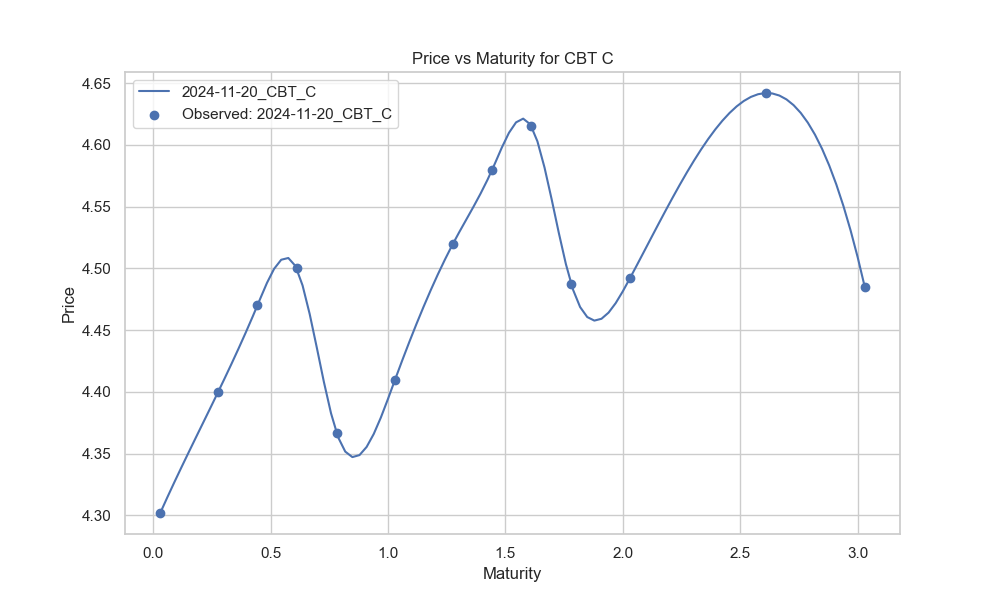 Price vs Maturity for CBT C
2024-11-20_CBT_C
Observed: 2024-11-20_CBT_C
Price
4.65
4.60
4.55
4.50
4.45
4.40
4.35
4.30
0.0 0.5 1.0 1.5 2.0 2.5 3.0
Maturity